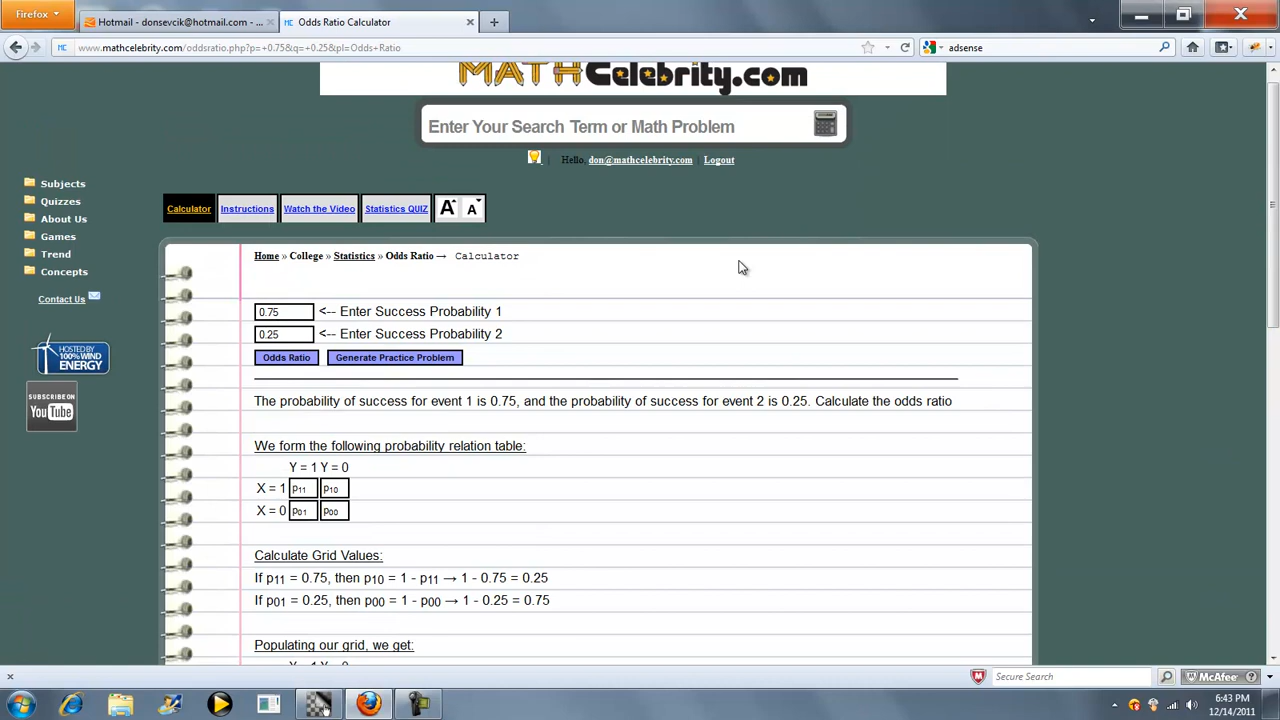 Firefox
Hotmail - donsevcik@hotmail.com - ...
Odds Ratio Calculator
www.mathcelebrity.com/oddsratio.php?p=+0.75&q=+0.25&pl=Odds+Ratio
adsense
MATHCelebrity.com
Enter Your Search Term or Math Problem
| Hello, don@mathcelebrity.com | Logout
Subjects
Quizzes
About Us
Games
Trend
Concepts
Contact Us
HOSTED BY
100% WIND
ENERGY
SUBSCRIBE ON
YouTube
Calculator Instructions Watch the Video Statistics QUIZ A A
Home » College » Statistics » Odds Ratio → Calculator
0.75 <-- Enter Success Probability 1
0.25 <-- Enter Success Probability 2
Odds Ratio Generate Practice Problem
The probability of success for event 1 is 0.75, and the probability of success for event 2 is 0.25. Calculate the odds ratio
We form the following probability relation table:
Y = 1 Y = 0
X = 1 p11 p10
X = 0 p01 p00
Calculate Grid Values:
If p11 = 0.75, then p10 = 1 - p11 → 1 - 0.75 = 0.25
If p01 = 0.25, then p00 = 1 - p00 → 1 - 0.25 = 0.75
Populating our grid, we get:
Y = 1 Y = 0
Secure Search
McAfee
6:43 PM
12/14/2011